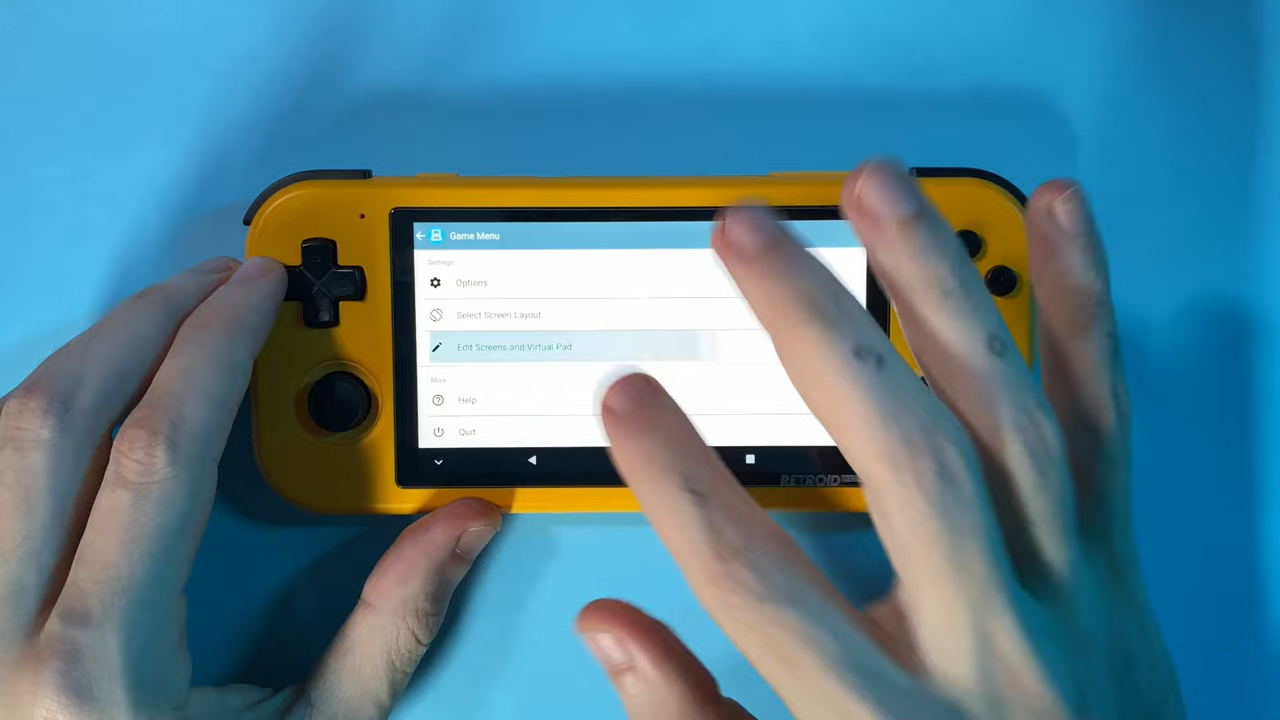 Game Menu
Settings
Options
Select Screen Layout
Edit Screens and Virtual Pad
More
Help
Quit
RETROID